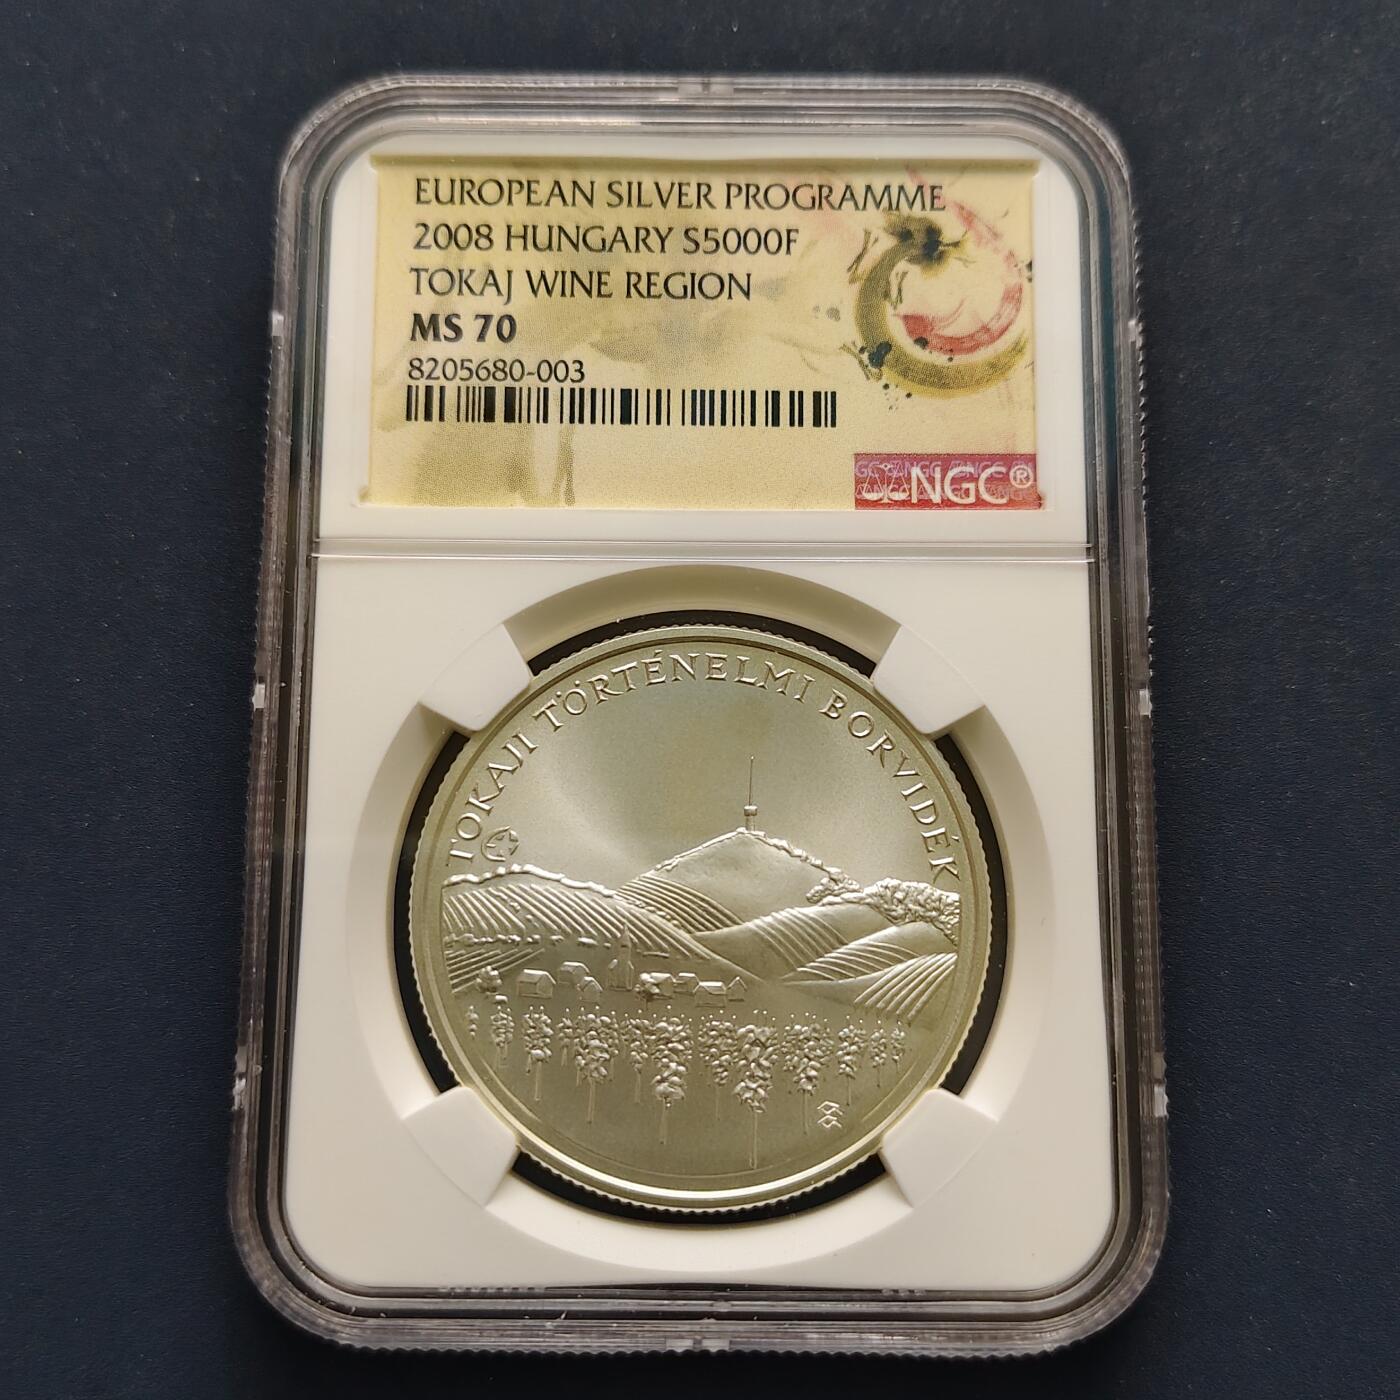 EUROPEAN SILVER PROGRAMME
2008 HUNGARY S5000F
TOKAJ WINE REGION
MS 70
8205680-003
NGC®
TOKAJI TÖRTÉNELMI BORVIDÉK